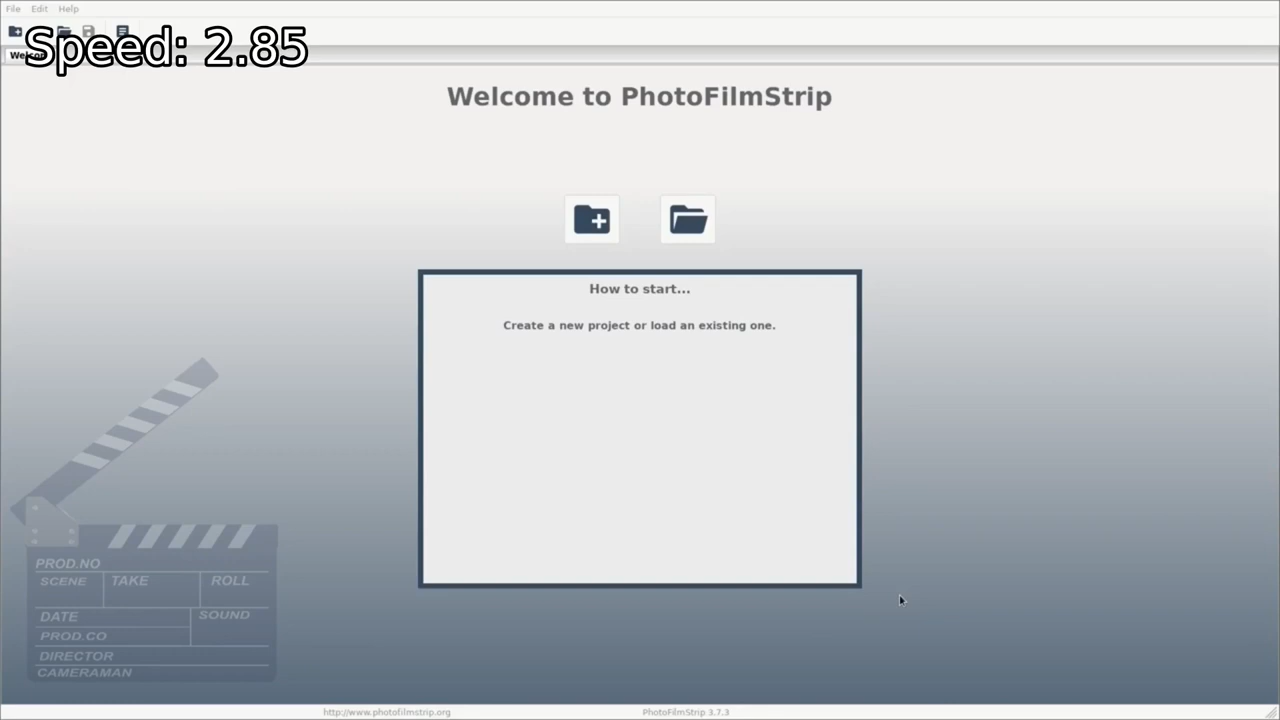 File Edit Help
Speed: 2.85
Welcome to PhotoFilmStrip
How to start...
Create a new project or load an existing one.
PROD.NO
SCENE TAKE ROLL
DATE SOUND
PROD.CO
DIRECTOR
CAMERAMAN
http://www.photofilmstrip.org PhotoFilmStrip 3.7.3